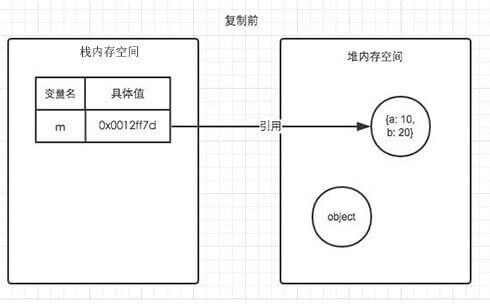 复制前
栈内存空间
堆内存空间
变量名 具体值
m 0x0012ff7d
引用
{a: 10,
b: 20}
object